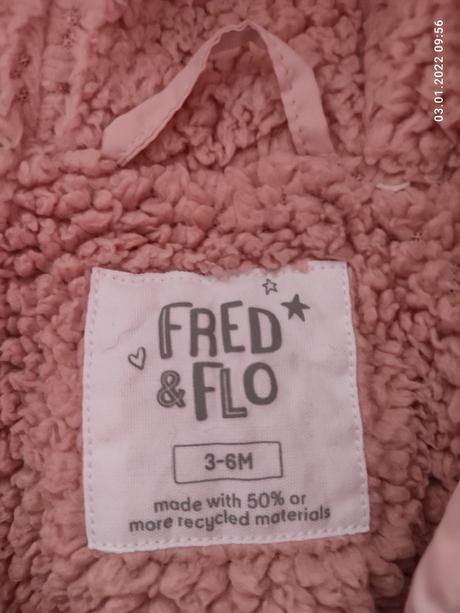 03.01.2022 09:56
FRED
&FLO
3-6M
made with 50% or
more recycled materials